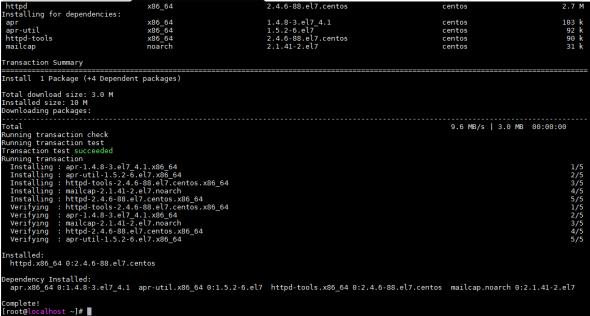 httpd x86_64 2.4.6-88.el7.centos centos 2.7 M
Installing for dependencies:
apr x86_64 1.4.8-3.el7_4.1 centos 103 k
apr-util x86_64 1.5.2-6.el7 centos 92 k
httpd-tools x86_64 2.4.6-88.el7.centos centos 90 k
mailcap noarch 2.1.41-2.el7 centos 31 k
Transaction Summary
================================================================================
Install 1 Package (+4 Dependent packages)
Total download size: 3.0 M
Installed size: 10 M
Downloading packages:
--------------------------------------------------------------------------------
Total 9.6 MB/s | 3.0 MB 00:00:00
Running transaction check
Running transaction test
Transaction test succeeded
Running transaction
Installing : apr-1.4.8-3.el7_4.1.x86_64 1/5
Installing : apr-util-1.5.2-6.el7.x86_64 2/5
Installing : httpd-tools-2.4.6-88.el7.centos.x86_64 3/5
Installing : mailcap-2.1.41-2.el7.noarch 4/5
Installing : httpd-2.4.6-88.el7.centos.x86_64 5/5
Verifying : httpd-tools-2.4.6-88.el7.centos.x86_64 1/5
Verifying : apr-1.4.8-3.el7_4.1.x86_64 2/5
Verifying : mailcap-2.1.41-2.el7.noarch 3/5
Verifying : httpd-2.4.6-88.el7.centos.x86_64 4/5
Verifying : apr-util-1.5.2-6.el7.x86_64 5/5
Installed:
httpd.x86_64 0:2.4.6-88.el7.centos
Dependency Installed:
apr.x86_64 0:1.4.8-3.el7_4.1 apr-util.x86_64 0:1.5.2-6.el7 httpd-tools.x86_64 0:2.4.6-88.el7.centos mailcap.noarch 0:2.1.41-2.el7
Complete!
[root@localhost ~]#